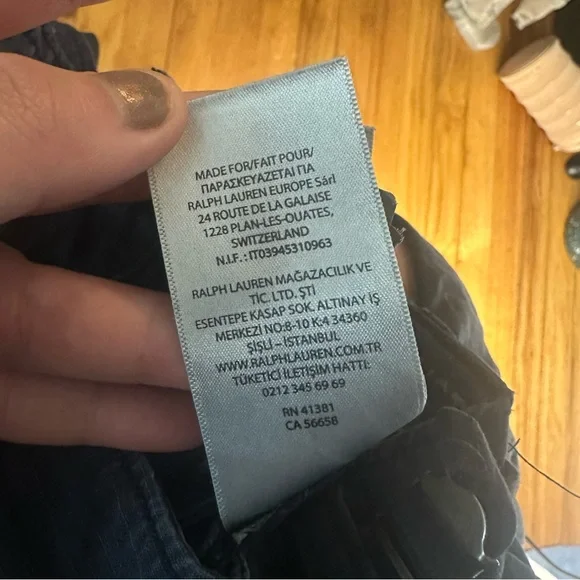 MADE FOR/FAIT POUR/
ΠΑΡΑΣΚΕΥΑΖΕΤΑΙ ΓΙΑ
RALPH LAUREN EUROPE Sárl
24 ROUTE DE LA GALAISE
1228 PLAN-LES-OUATES,
SWITZERLAND
N.I.F. : IT03945310963
RALPH LAUREN MAĞAZACILIK VE
TİC. LTD. ŞTİ
ESENTEPE KASAP SOK. ALTINAY İŞ
MERKEZİ NO:8-10 K:4 34360
ŞİŞLİ – İSTANBUL
WWW.RALPHLAUREN.COM.TR
TÜKETİCİ İLETİŞİM HATTI:
0212 345 69 69
RN 41381
CA 56658